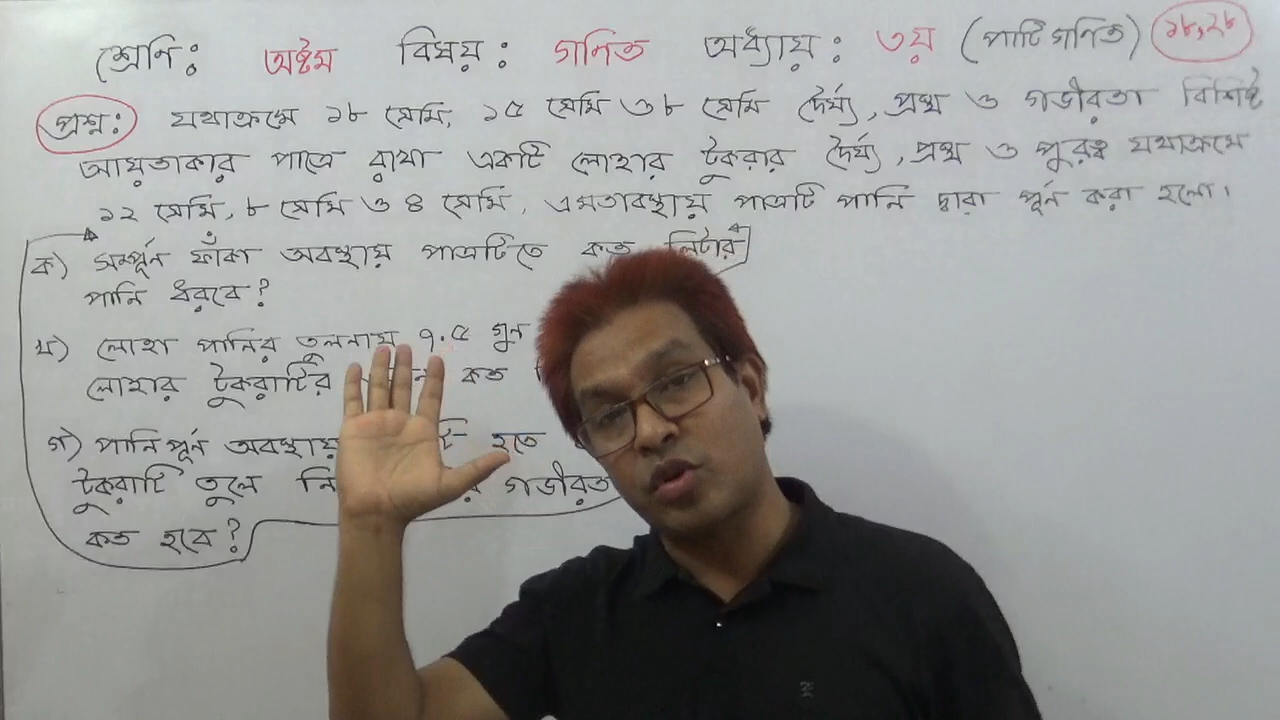 শ্রেণি: অষ্টম বিষয়: গনিত অধ্যায়: ৩য় (পাটিগনিত) ১৮,২৮
প্রশ্ন: যথাক্রমে ১৮ সেমি, ১৫ সেমি ও ৮ সেমি দৈর্ঘ্য, প্রস্থ ও গভীরতা বিশিষ্ট
আয়তাকার পাত্রে রাখা একটি লোহার টুকরার দৈর্ঘ্য, প্রস্থ ও পুরুত্ব যথাক্রমে
১২ সেমি, ৮ সেমি ও ৪ সেমি, এমতাবস্থায় পাত্রটি পানি দ্বারা পূর্ন করা হলো।
ক) সম্পূর্ন ফাঁকা অবস্থায় পাত্রটিতে কত লিটার
পানি ধরবে?
খ) লোহা পানির তুলনায় ৭.৫ গুন
লোহার টুকরাটির কত
গ) পানিপূর্ন অবস্থায় হতে
টুকরাটি তুলে গভীরতা
কত হবে?